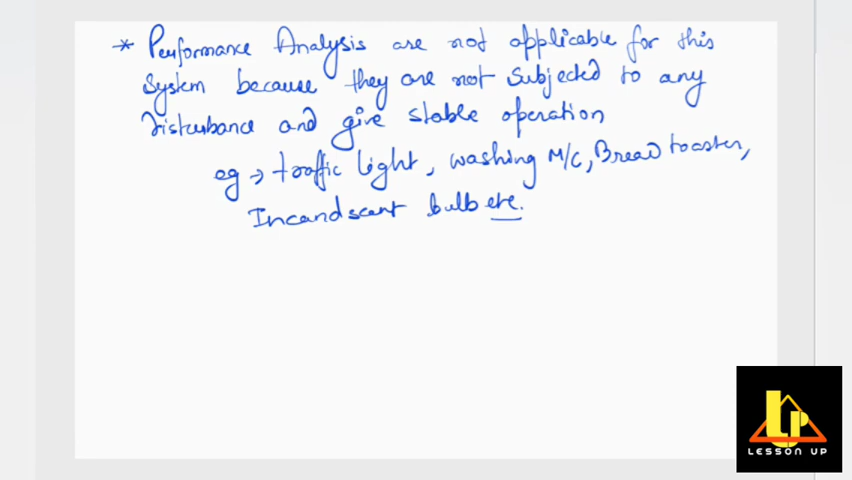 * Performance Analysis are not applicable for this
System because they are not Subjected to any
disturbance and give stable operation
eg → traffic light, washing M/C, Bread toaster,
Incandscant bulb etc.
LESSON UP